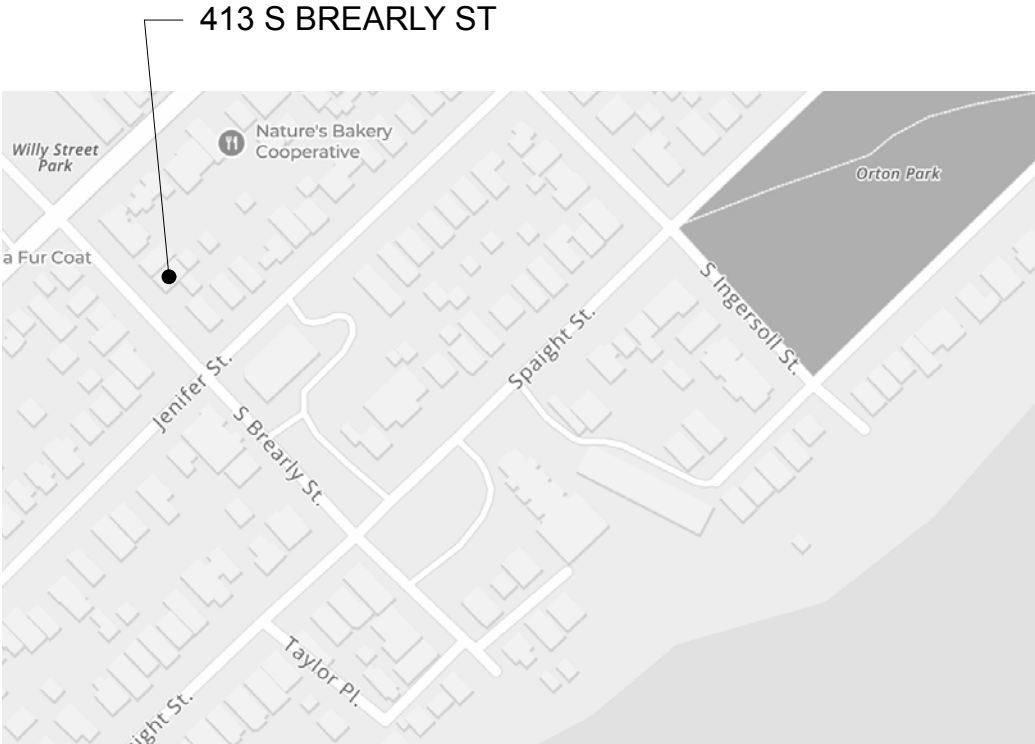 413 S BREARLY ST
Willy Street
Park
Nature's Bakery
Cooperative
Orton Park
a Fur Coat
S Ingersoll St.
Spaight St.
Jenifer St.
S Brearly St.
Taylor Pl.
ight St.